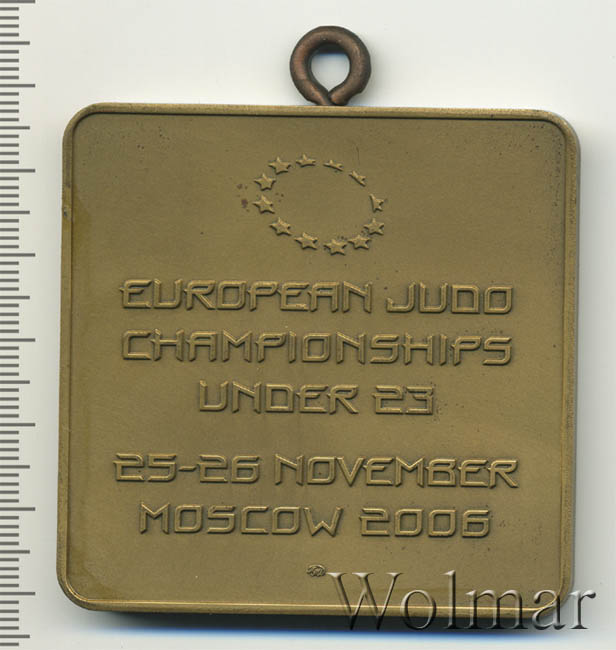 EUROPEAN JUDO
CHAMPIONSHIPS
UNDER 23
25-26 NOVEMBER
MOSCOW 2006
Wolmar